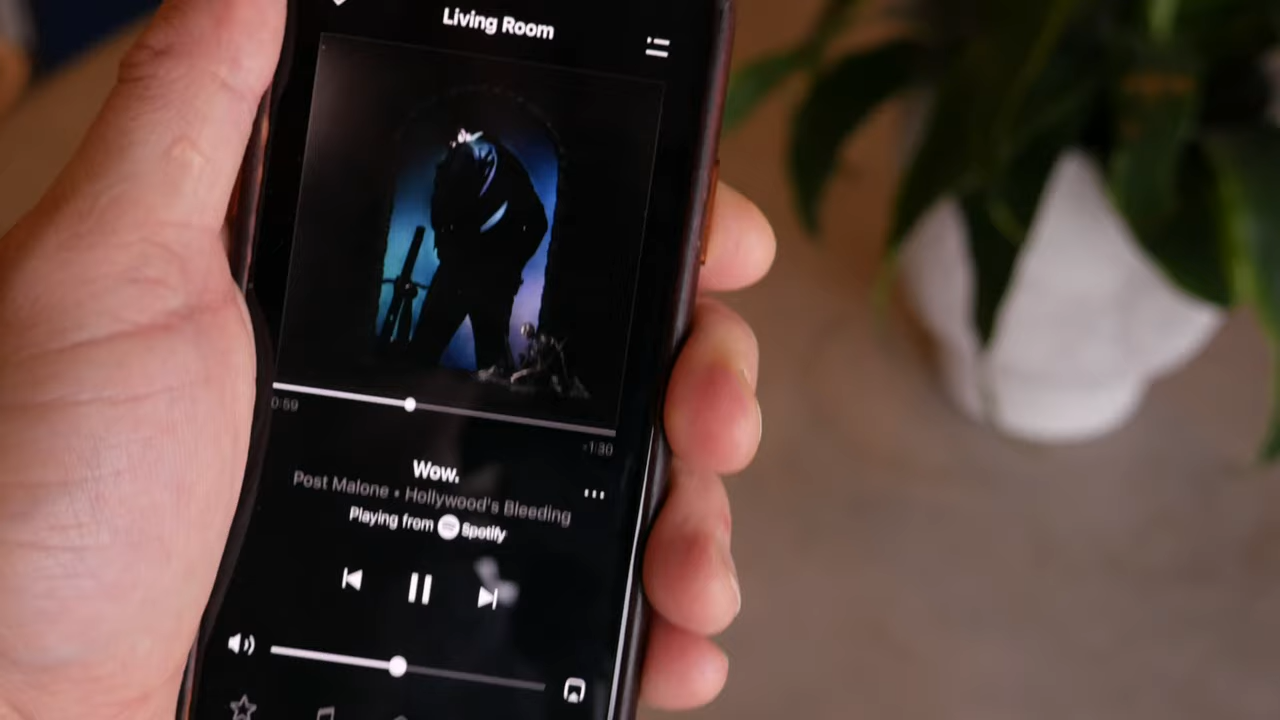 Living Room
0:59
-1:30
Wow.
Post Malone • Hollywood's Bleeding
Playing from Spotify